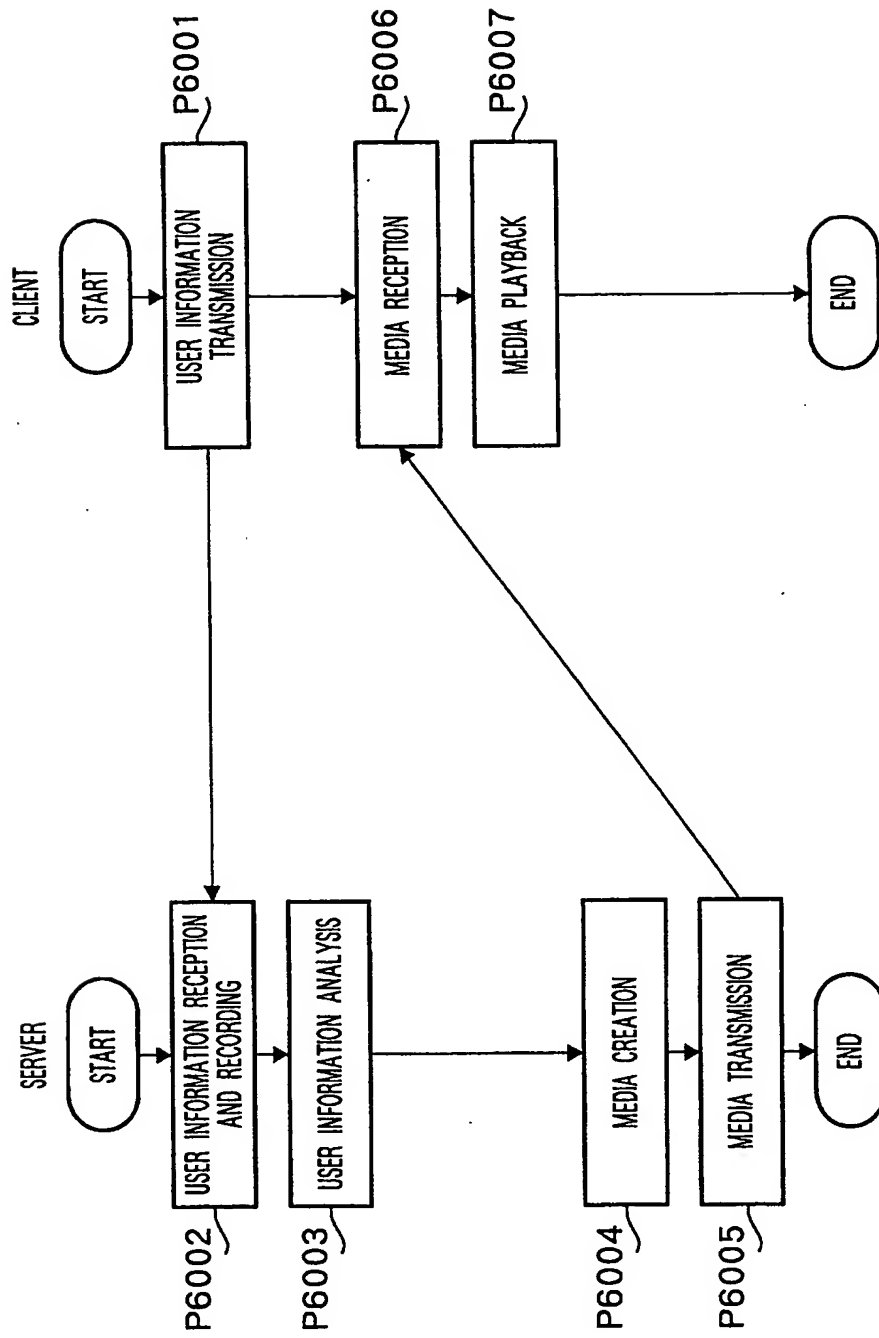 SERVER
START
P6002
USER INFORMATION RECEPTION
AND RECORDING
P6003
USER INFORMATION ANALYSIS
P6004
MEDIA CREATION
P6005
MEDIA TRANSMISSION
END
CLIENT
START
P6001
USER INFORMATION
TRANSMISSION
P6006
MEDIA RECEPTION
P6007
MEDIA PLAYBACK
END